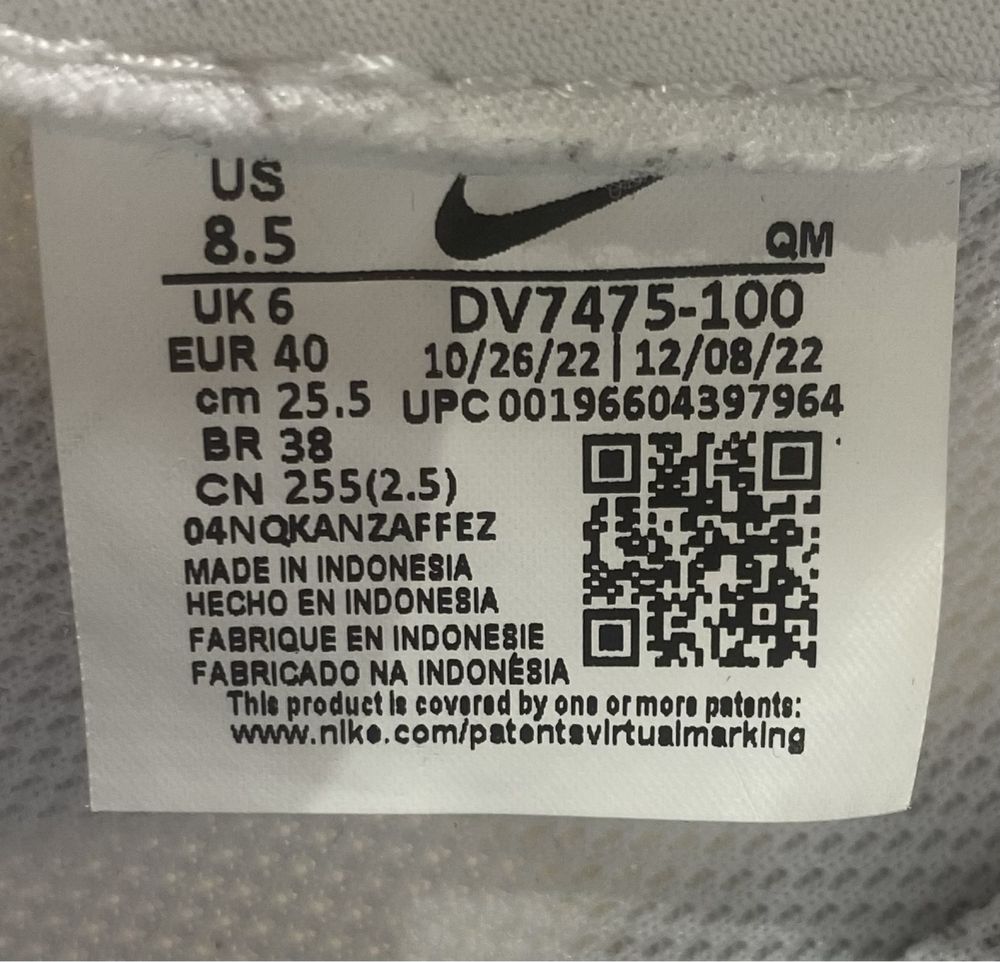 US
8.5
QM
UK 6
DV7475-100
EUR 40
10/26/22 | 12/08/22
cm 25.5
UPC 00196604397964
BR 38
CN 255(2.5)
04NQKANZAFFEZ
MADE IN INDONESIA
HECHO EN INDONESIA
FABRIQUE EN INDONESIE
FABRICADO NA INDONÉSIA
This product is covered by one or more patents:
www.nike.com/patentsvirtualmarking